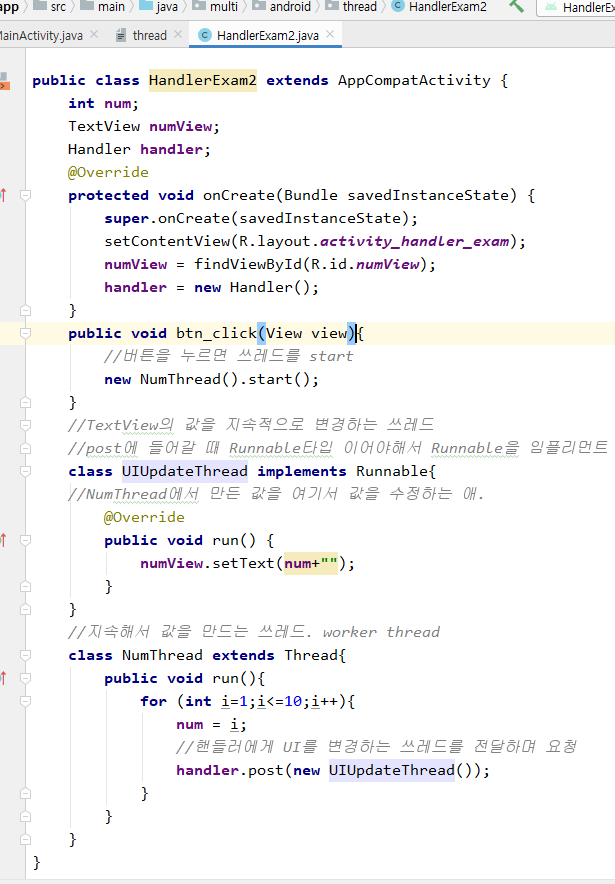 app src main java multi android thread HandlerExam2 HandlerEx
MainActivity.java thread HandlerExam2.java
public class HandlerExam2 extends AppCompatActivity {
int num;
TextView numView;
Handler handler;
@Override
protected void onCreate(Bundle savedInstanceState) {
super.onCreate(savedInstanceState);
setContentView(R.layout.activity_handler_exam);
numView = findViewById(R.id.numView);
handler = new Handler();
}
public void btn_click(View view){
//버튼을 누르면 쓰레드를 start
new NumThread().start();
}
//TextView의 값을 지속적으로 변경하는 쓰레드
//post에 들어갈 때 Runnable타입 이어야해서 Runnable을 임플리먼트
class UIUpdateThread implements Runnable{
//NumThread에서 만든 값을 여기서 값을 수정하는 애.
@Override
public void run() {
numView.setText(num+"");
}
}
//지속해서 값을 만드는 쓰레드. worker thread
class NumThread extends Thread{
public void run(){
for (int i=1;i<=10;i++){
num = i;
//핸들러에게 UI를 변경하는 쓰레드를 전달하며 요청
handler.post(new UIUpdateThread());
}
}
}
}